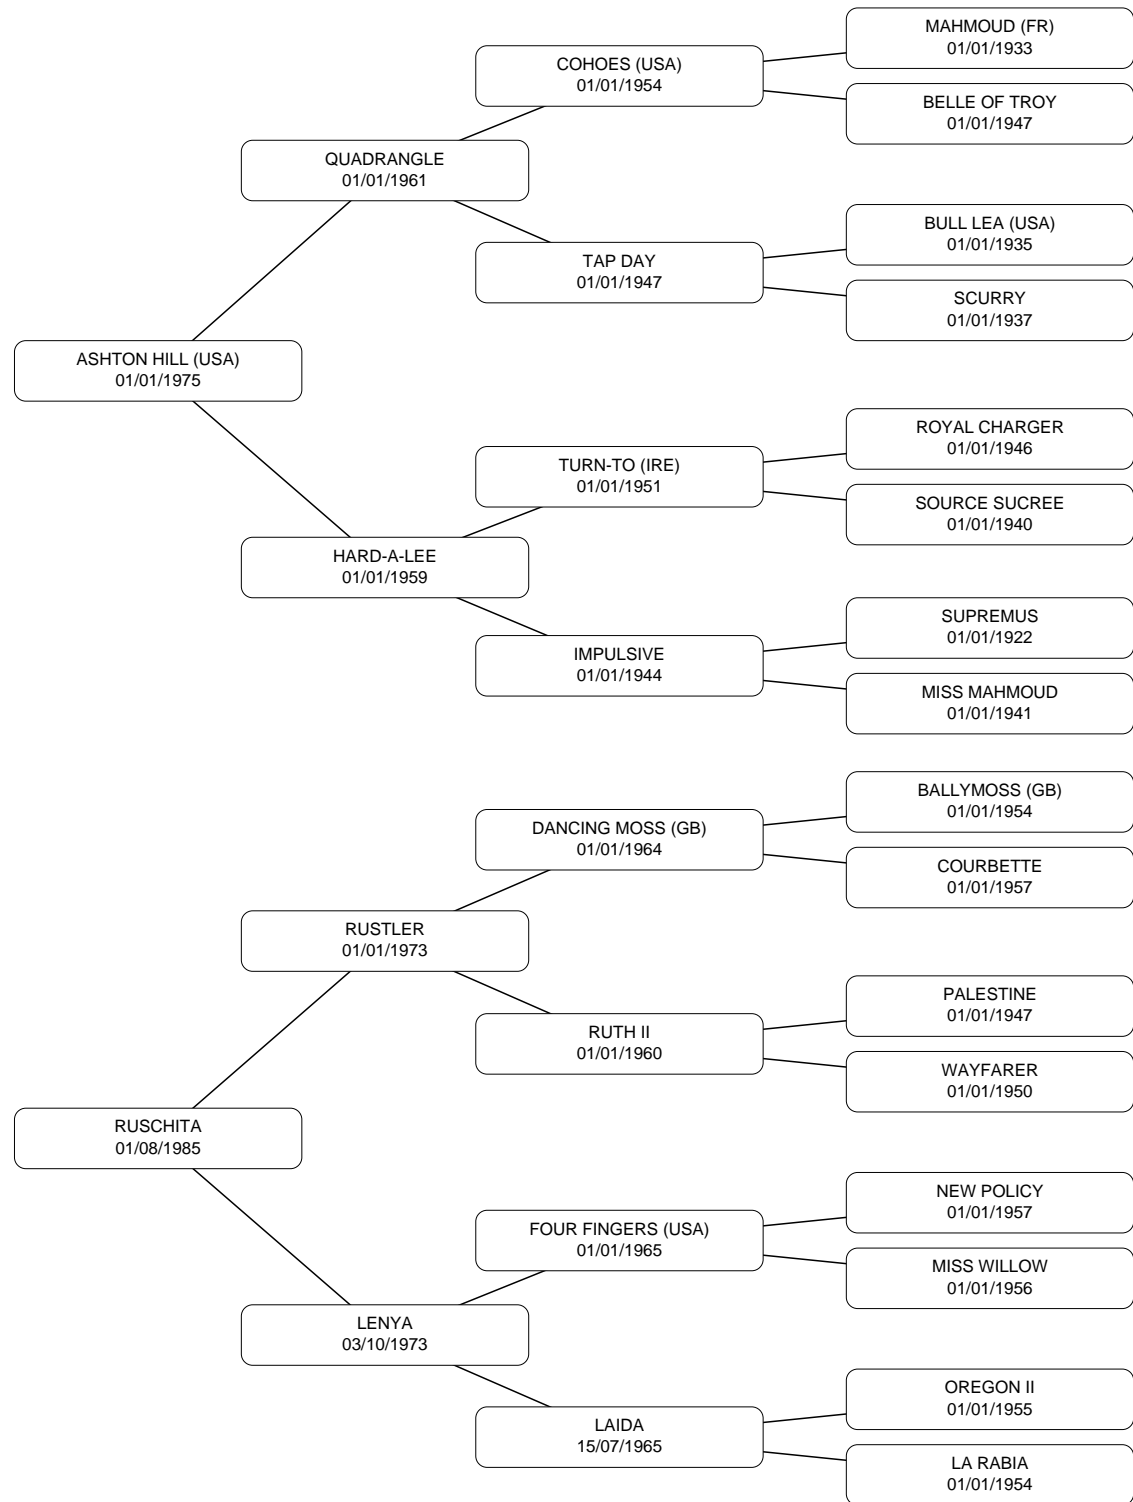 MAHMOUD (FR)
01/01/1933
COHOES (USA)
01/01/1954
BELLE OF TROY
01/01/1947
QUADRANGLE
01/01/1961
BULL LEA (USA)
01/01/1935
TAP DAY
01/01/1947
SCURRY
01/01/1937
ASHTON HILL (USA)
01/01/1975
ROYAL CHARGER
01/01/1946
TURN-TO (IRE)
01/01/1951
SOURCE SUCREE
01/01/1940
HARD-A-LEE
01/01/1959
SUPREMUS
01/01/1922
IMPULSIVE
01/01/1944
MISS MAHMOUD
01/01/1941
BALLYMOSS (GB)
01/01/1954
DANCING MOSS (GB)
01/01/1964
COURBETTE
01/01/1957
RUSTLER
01/01/1973
PALESTINE
01/01/1947
RUTH II
01/01/1960
WAYFARER
01/01/1950
RUSCHITA
01/08/1985
NEW POLICY
01/01/1957
FOUR FINGERS (USA)
01/01/1965
MISS WILLOW
01/01/1956
LENYA
03/10/1973
OREGON II
01/01/1955
LAIDA
15/07/1965
LA RABIA
01/01/1954